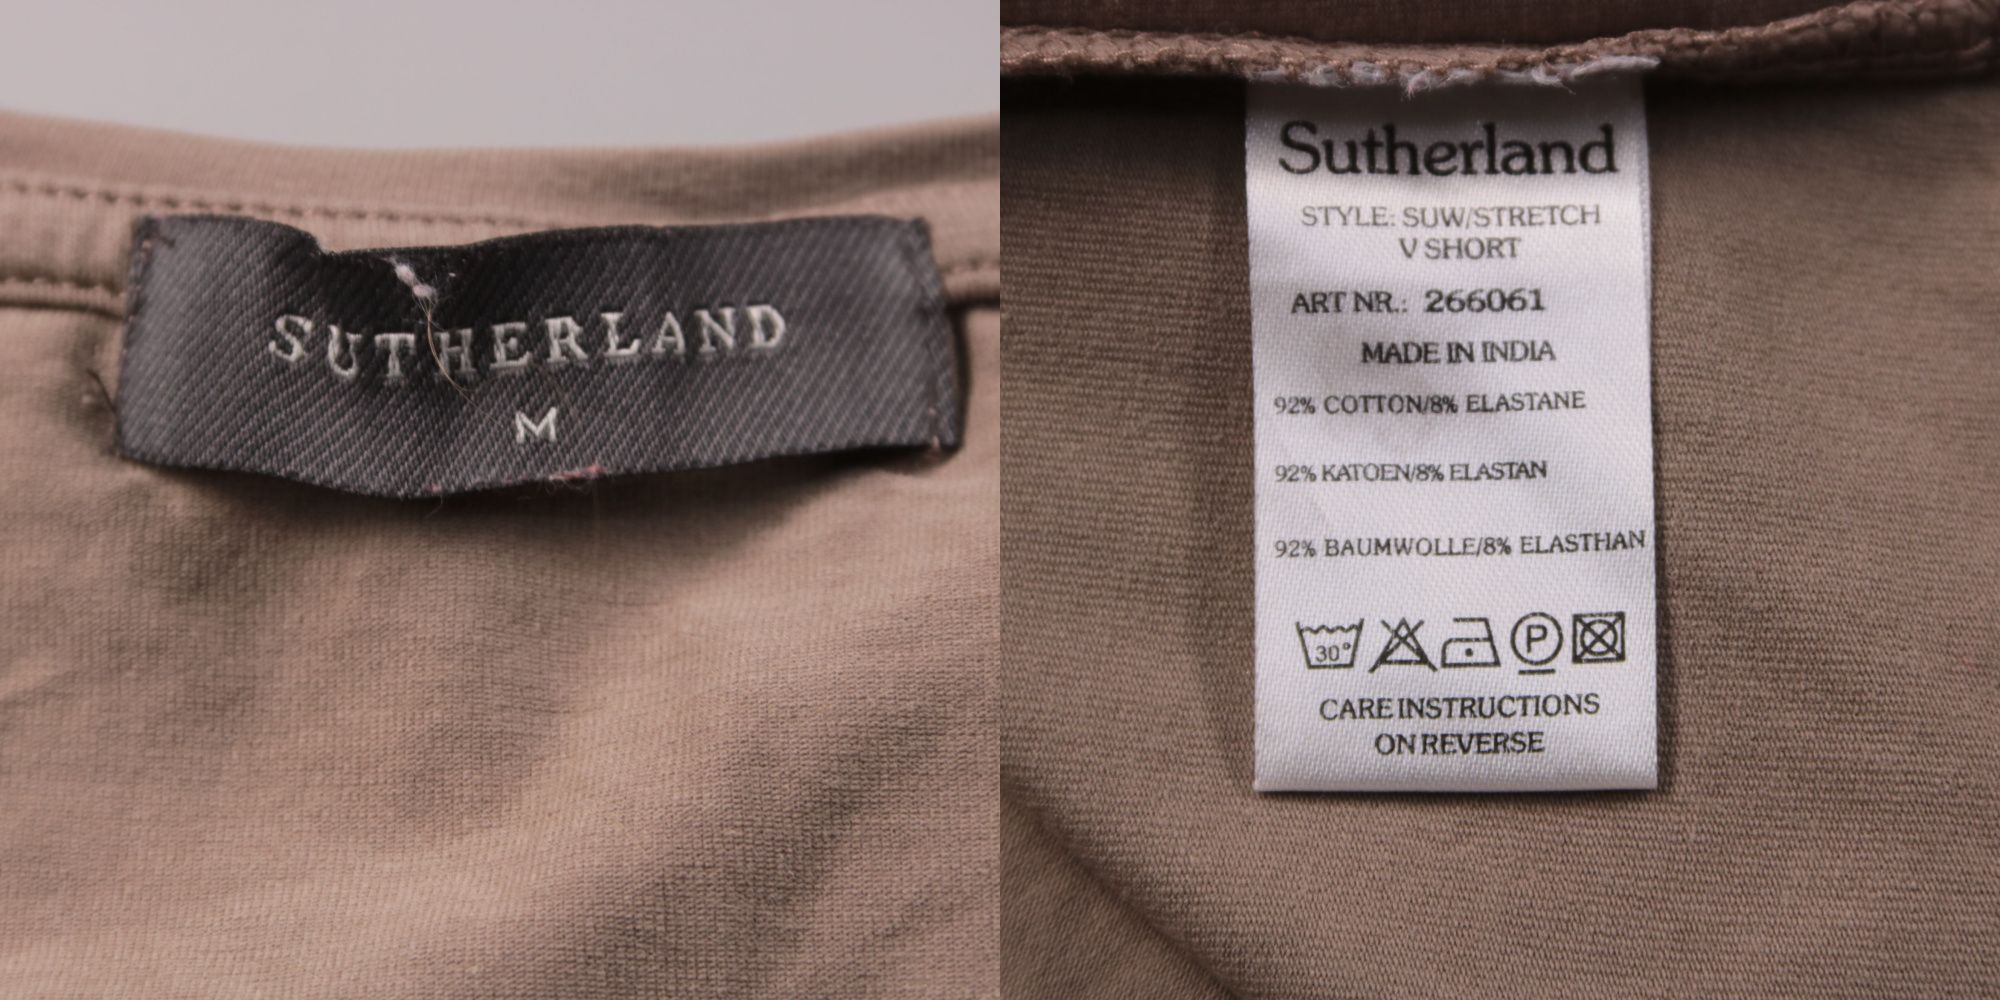 SUTHERLAND
M
Sutherland
STYLE: SUW/STRETCH
V SHORT
ART NR.: 266061
MADE IN INDIA
92% COTTON/8% ELASTANE
92% KATOEN/8% ELASTAN
92% BAUMWOLLE/8% ELASTHAN
30° P
CARE INSTRUCTIONS
ON REVERSE